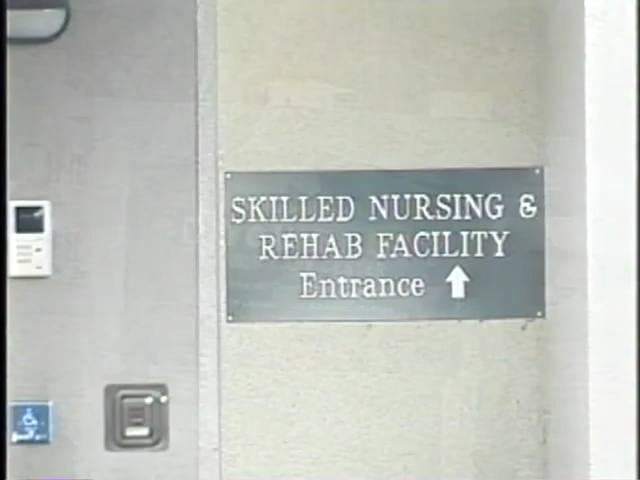 SKILLED NURSING &
REHAB FACILITY
Entrance ↑